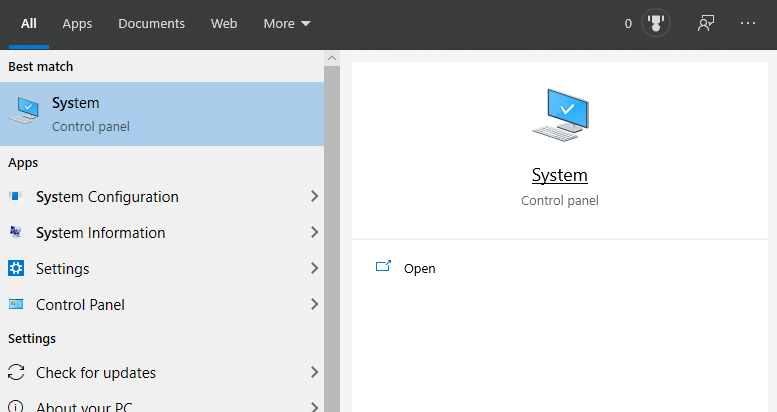 All Apps Documents Web More 0
Best match
System
Control panel
Apps
System Configuration
System Information
Settings
Control Panel
Settings
Check for updates
About your PC
System
Control panel
Open